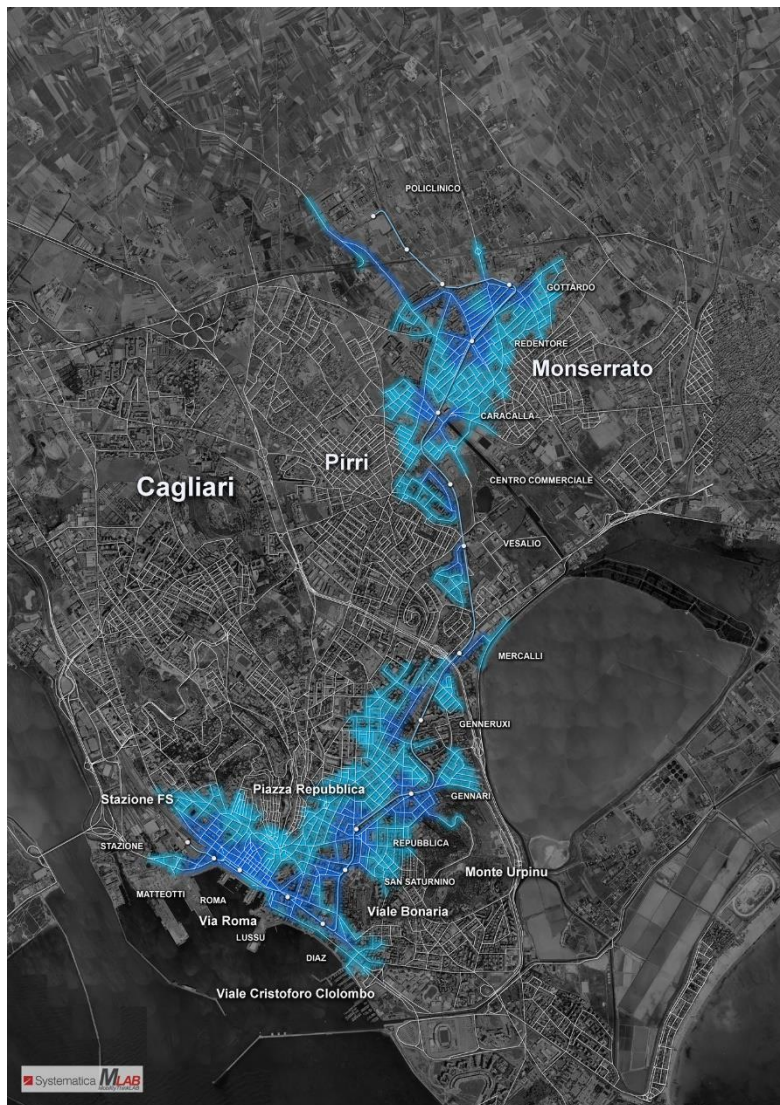 POLICLINICO
GOTTARDO
REDENTORE
Monserrato
CARACALLA
Pirri
Cagliari
CENTRO COMMERCIALE
VESALIO
MERCALLI
GENNERUXI
Piazza Repubblica
Stazione FS
GENNARI
STAZIONE
REPUBBLICA
Monte Urpinu
SAN SATURNINO
MATTEOTTI
ROMA
Viale Bonaria
Via Roma
LUSSU
DIAZ
Viale Cristoforo Clolombo
Systematica MLAB